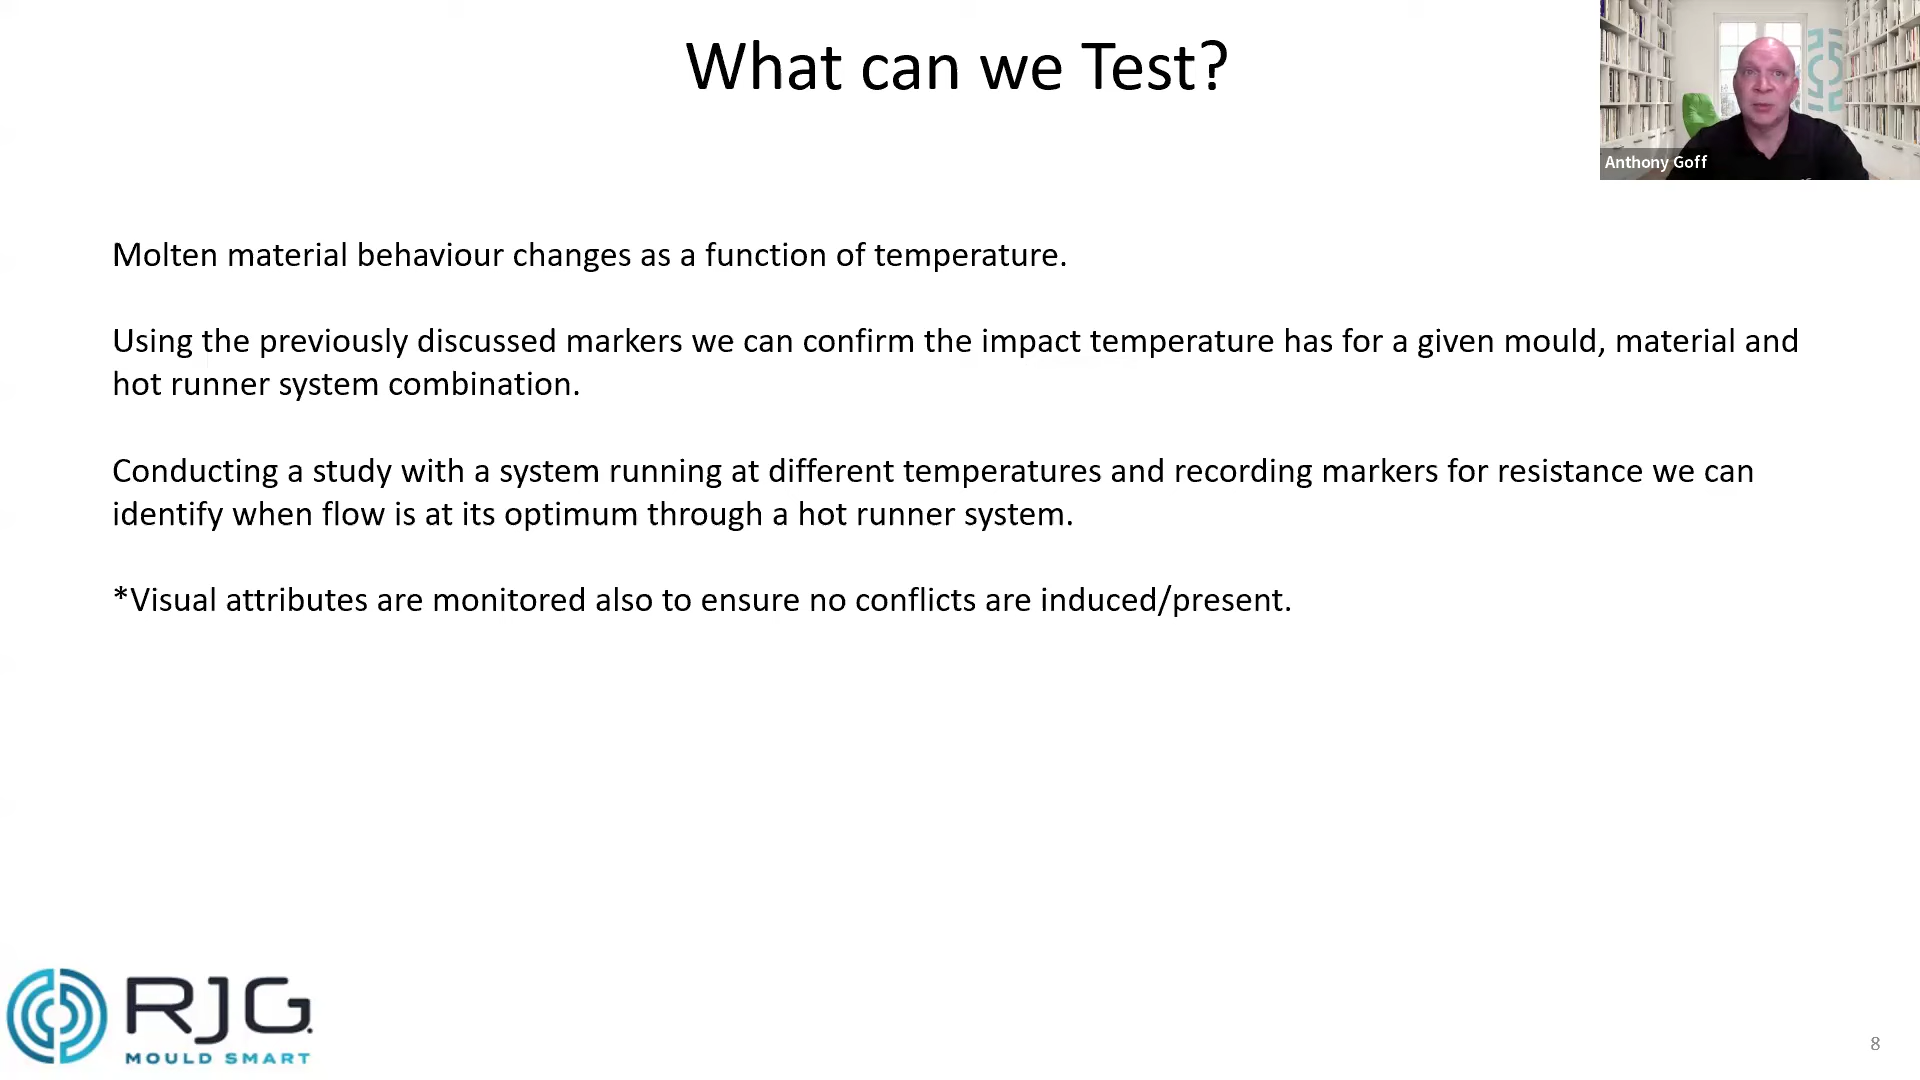 What can we Test?
Anthony Goff
Molten material behaviour changes as a function of temperature.
Using the previously discussed markers we can confirm the impact temperature has for a given mould, material and
hot runner system combination.
Conducting a study with a system running at different temperatures and recording markers for resistance we can
identify when flow is at its optimum through a hot runner system.
*Visual attributes are monitored also to ensure no conflicts are induced/present.
RJG.
MOULD SMART
8